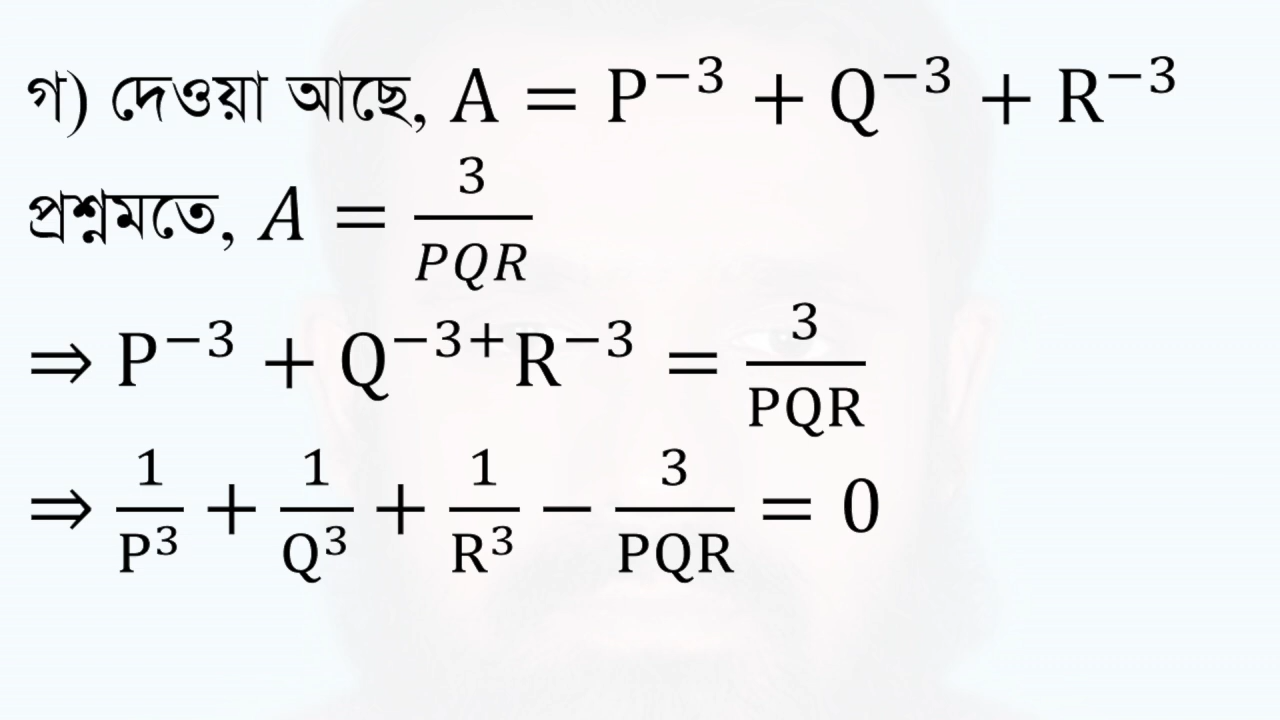 গ) দেওয়া আছে, A = P⁻³ + Q⁻³ + R⁻³
প্রশ্নমতে, A = 3/PQR
⇒ P⁻³ + Q⁻³⁺R⁻³ = 3/PQR
⇒ 1/P³ + 1/Q³ + 1/R³ − 3/PQR = 0